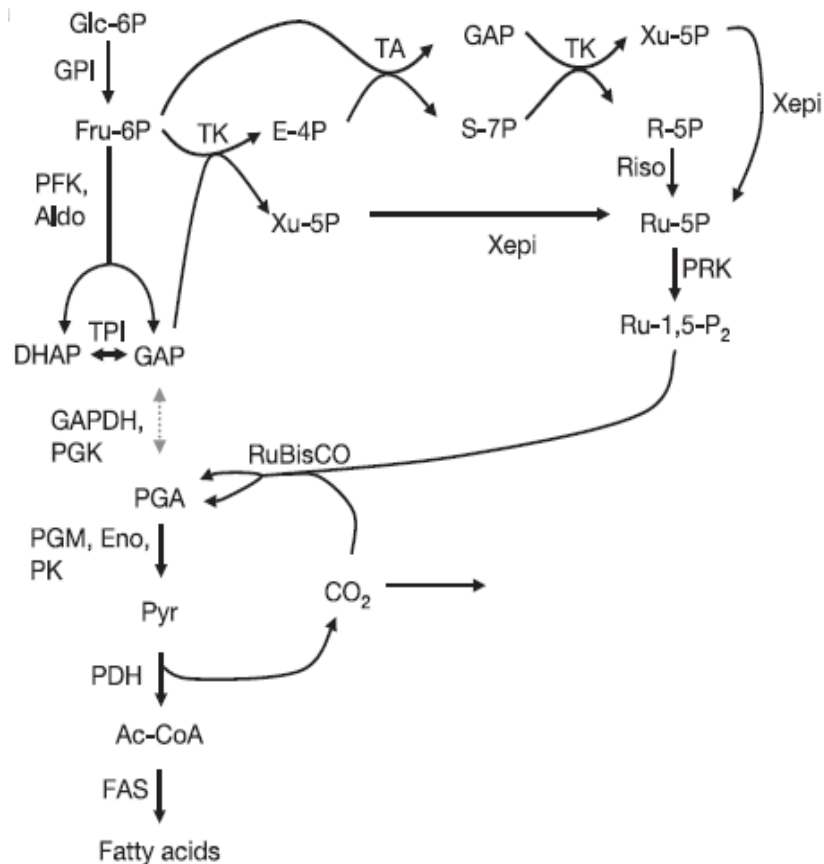 Glc-6P
GPI
Fru-6P
PFK,
Aldo
TK
E-4P
Xu-5P
TA
GAP
S-7P
TK
Xu-5P
R-5P
Xepi
Riso
Ru-5P
Xepi
PRK
Ru-1,5-P₂
TPI
DHAP
GAP
GAPDH,
PGK
RuBisCO
PGA
PGM, Eno,
PK
CO₂
Pyr
PDH
Ac-CoA
FAS
Fatty acids